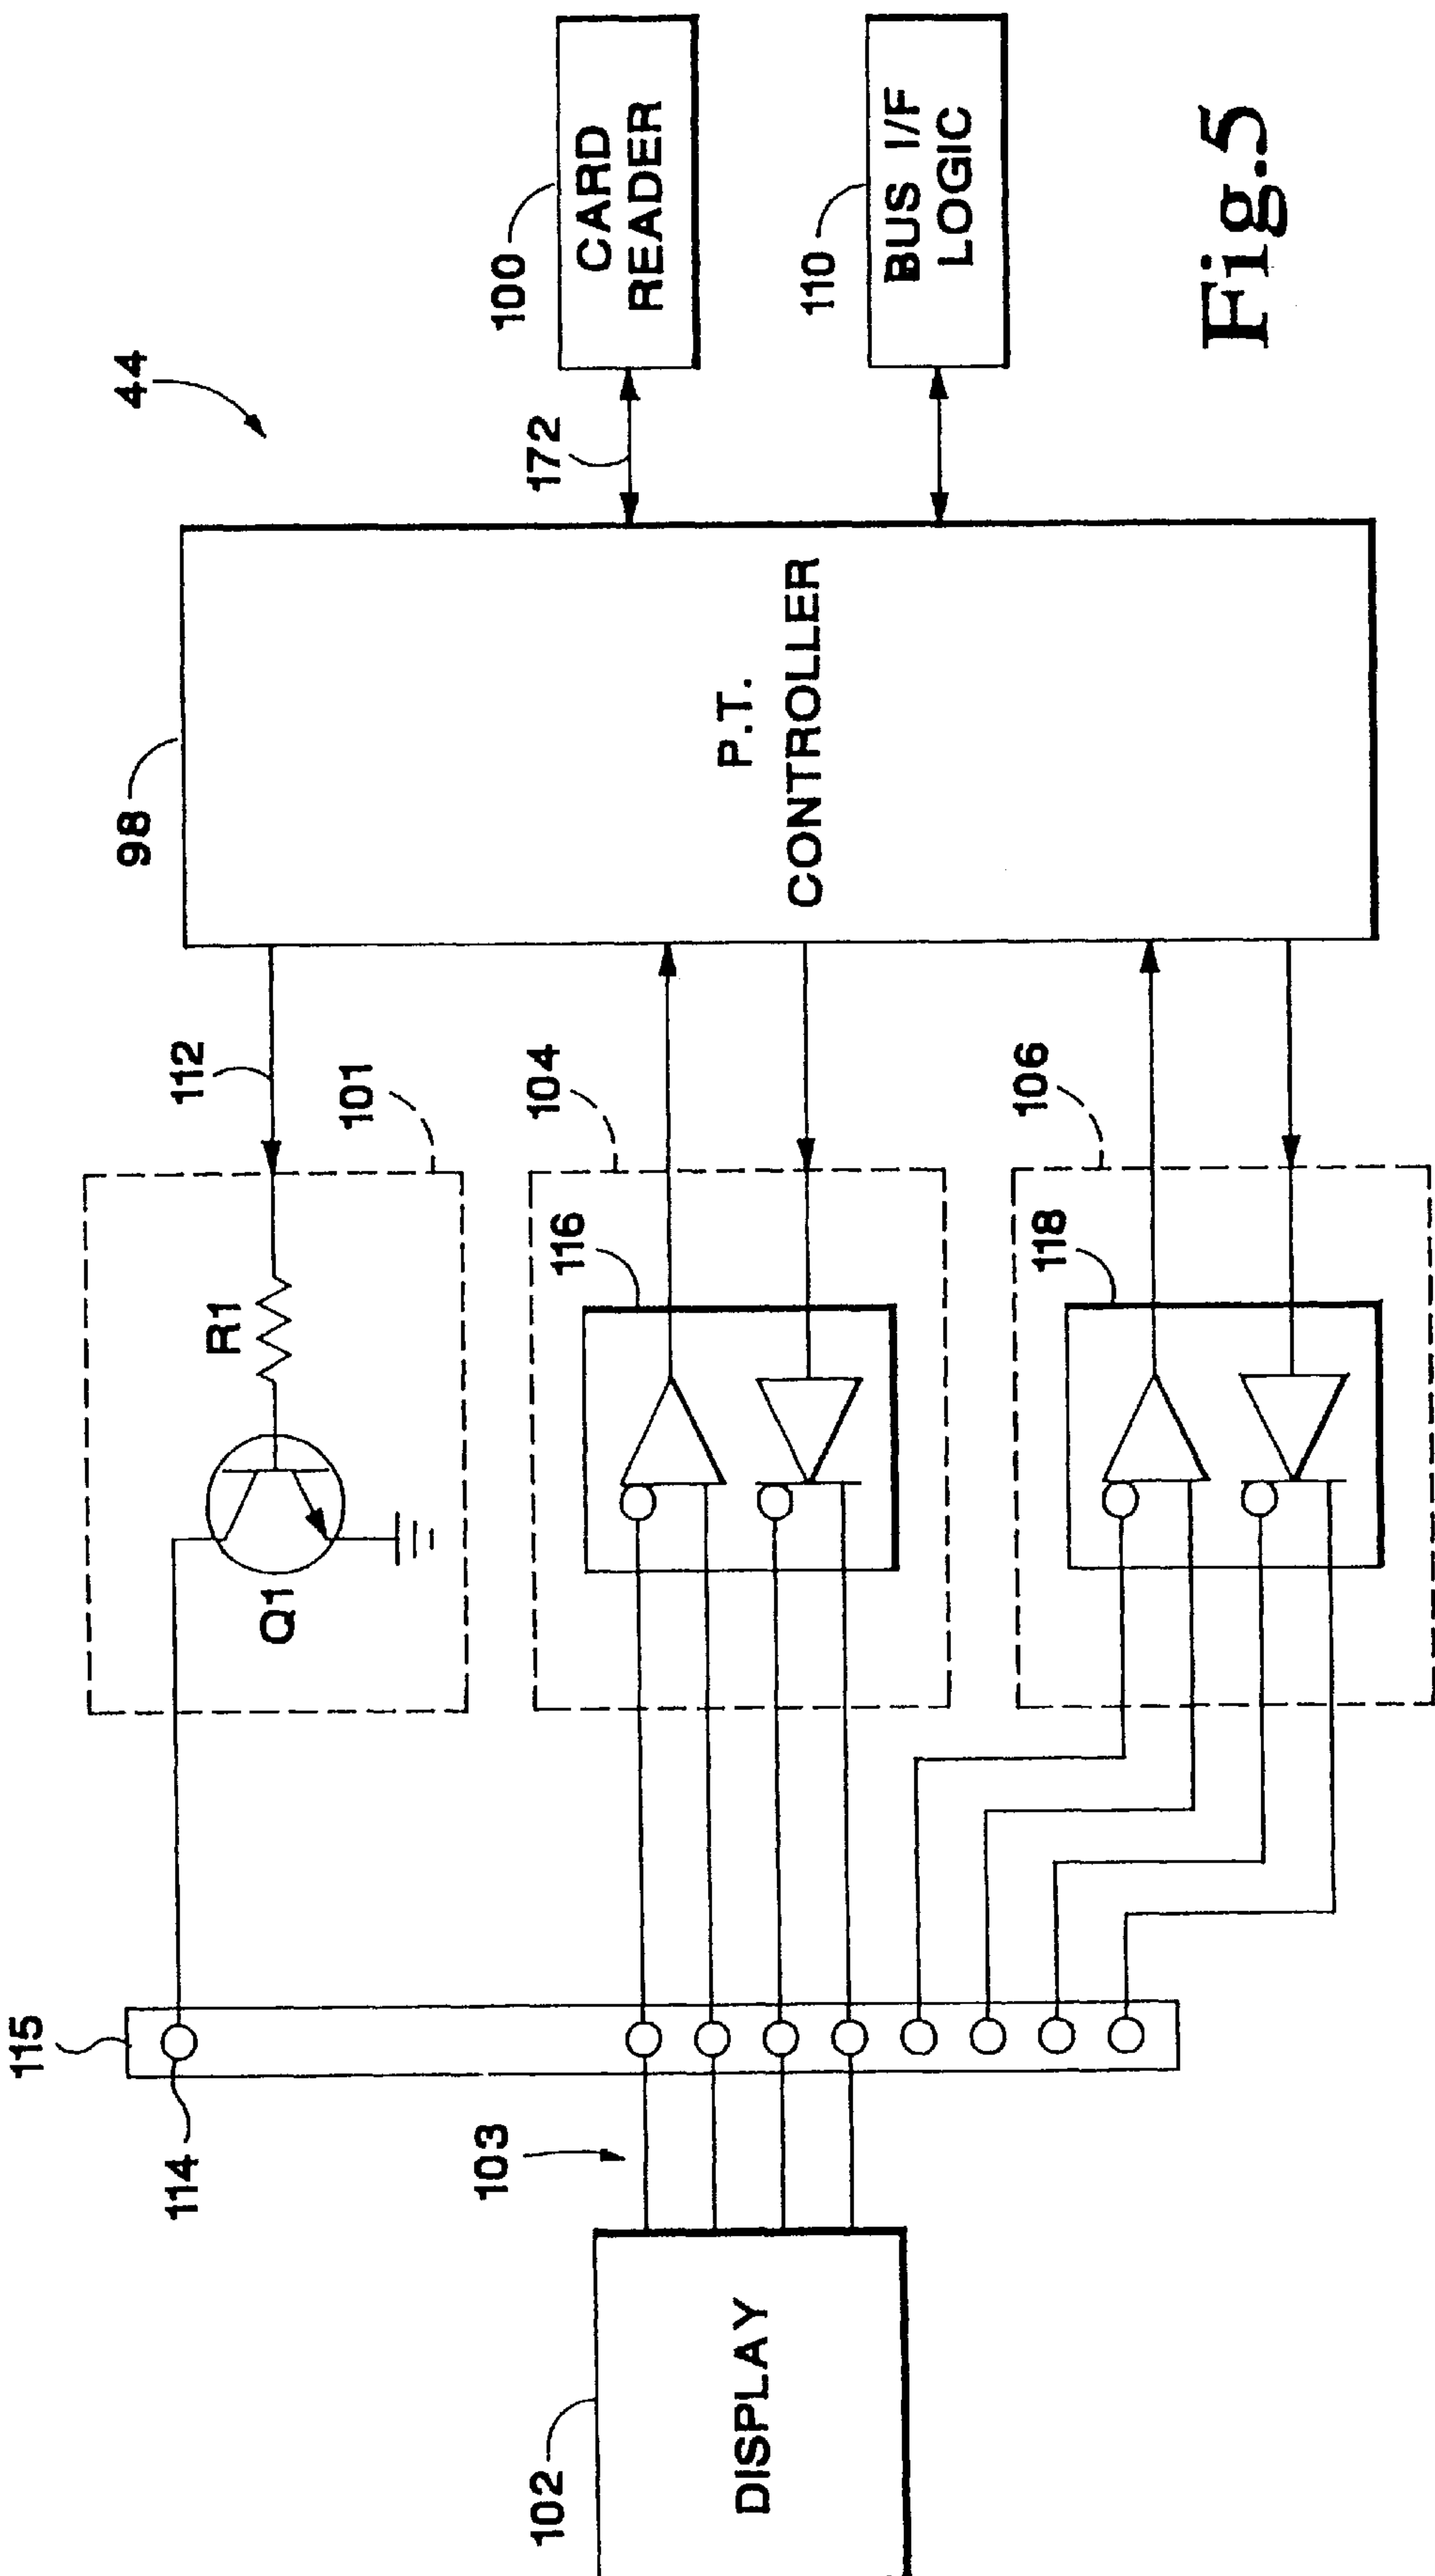 44
98
112
101
R1
Q1
115
114
100
CARD
READER
172
104
116
103
102
DISPLAY
P.T.
CONTROLLER
110
BUS I/F
LOGIC
106
118
Fig.5